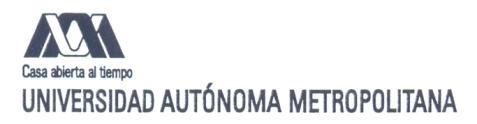 Casa abierta al tiempo
UNIVERSIDAD AUTÓNOMA METROPOLITANA